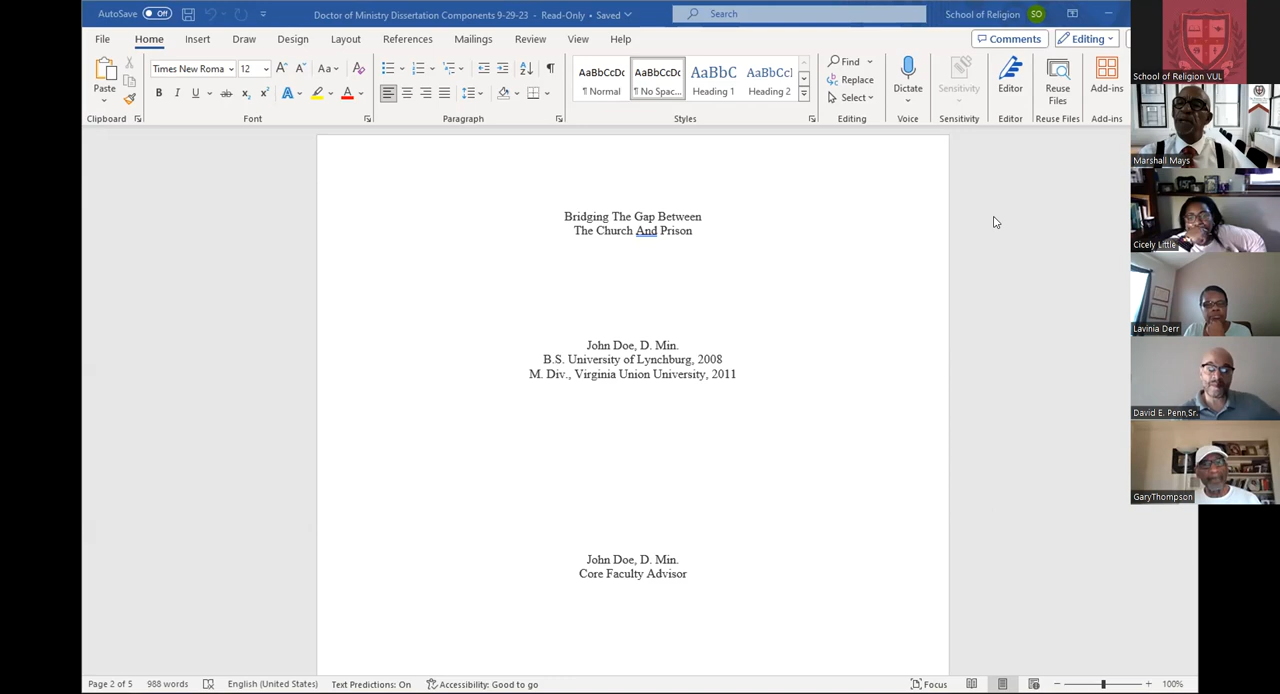 AutoSave Off Doctor of Ministry Dissertation Components 9-29-23 - Read-Only • Saved Search School of Religion SO
File Home Insert Draw Design Layout References Mailings Review View Help Comments Editing
Paste
Clipboard
Times New Roma 12 Aa
B I U ab x2 x2 A A
Font
Paragraph
AaBbCcDc AaBbCcDc AaBbC AaBbCcl
¶ Normal ¶ No Spac... Heading 1 Heading 2
Styles
Find
Replace
Select
Editing
Dictate
Voice
Sensitivity
Sensitivity
Editor
Editor
Reuse
Files
Reuse Files
Add-ins
Add-ins
School of Religion VUL
Marshall Mays
Cicely Little
Lavinia Derr
David E. Penn,Sr.
GaryThompson
Bridging The Gap Between
The Church And Prison
John Doe, D. Min.
B.S. University of Lynchburg, 2008
M. Div., Virginia Union University, 2011
John Doe, D. Min.
Core Faculty Advisor
Page 2 of 5 988 words English (United States) Text Predictions: On Accessibility: Good to go Focus 100%